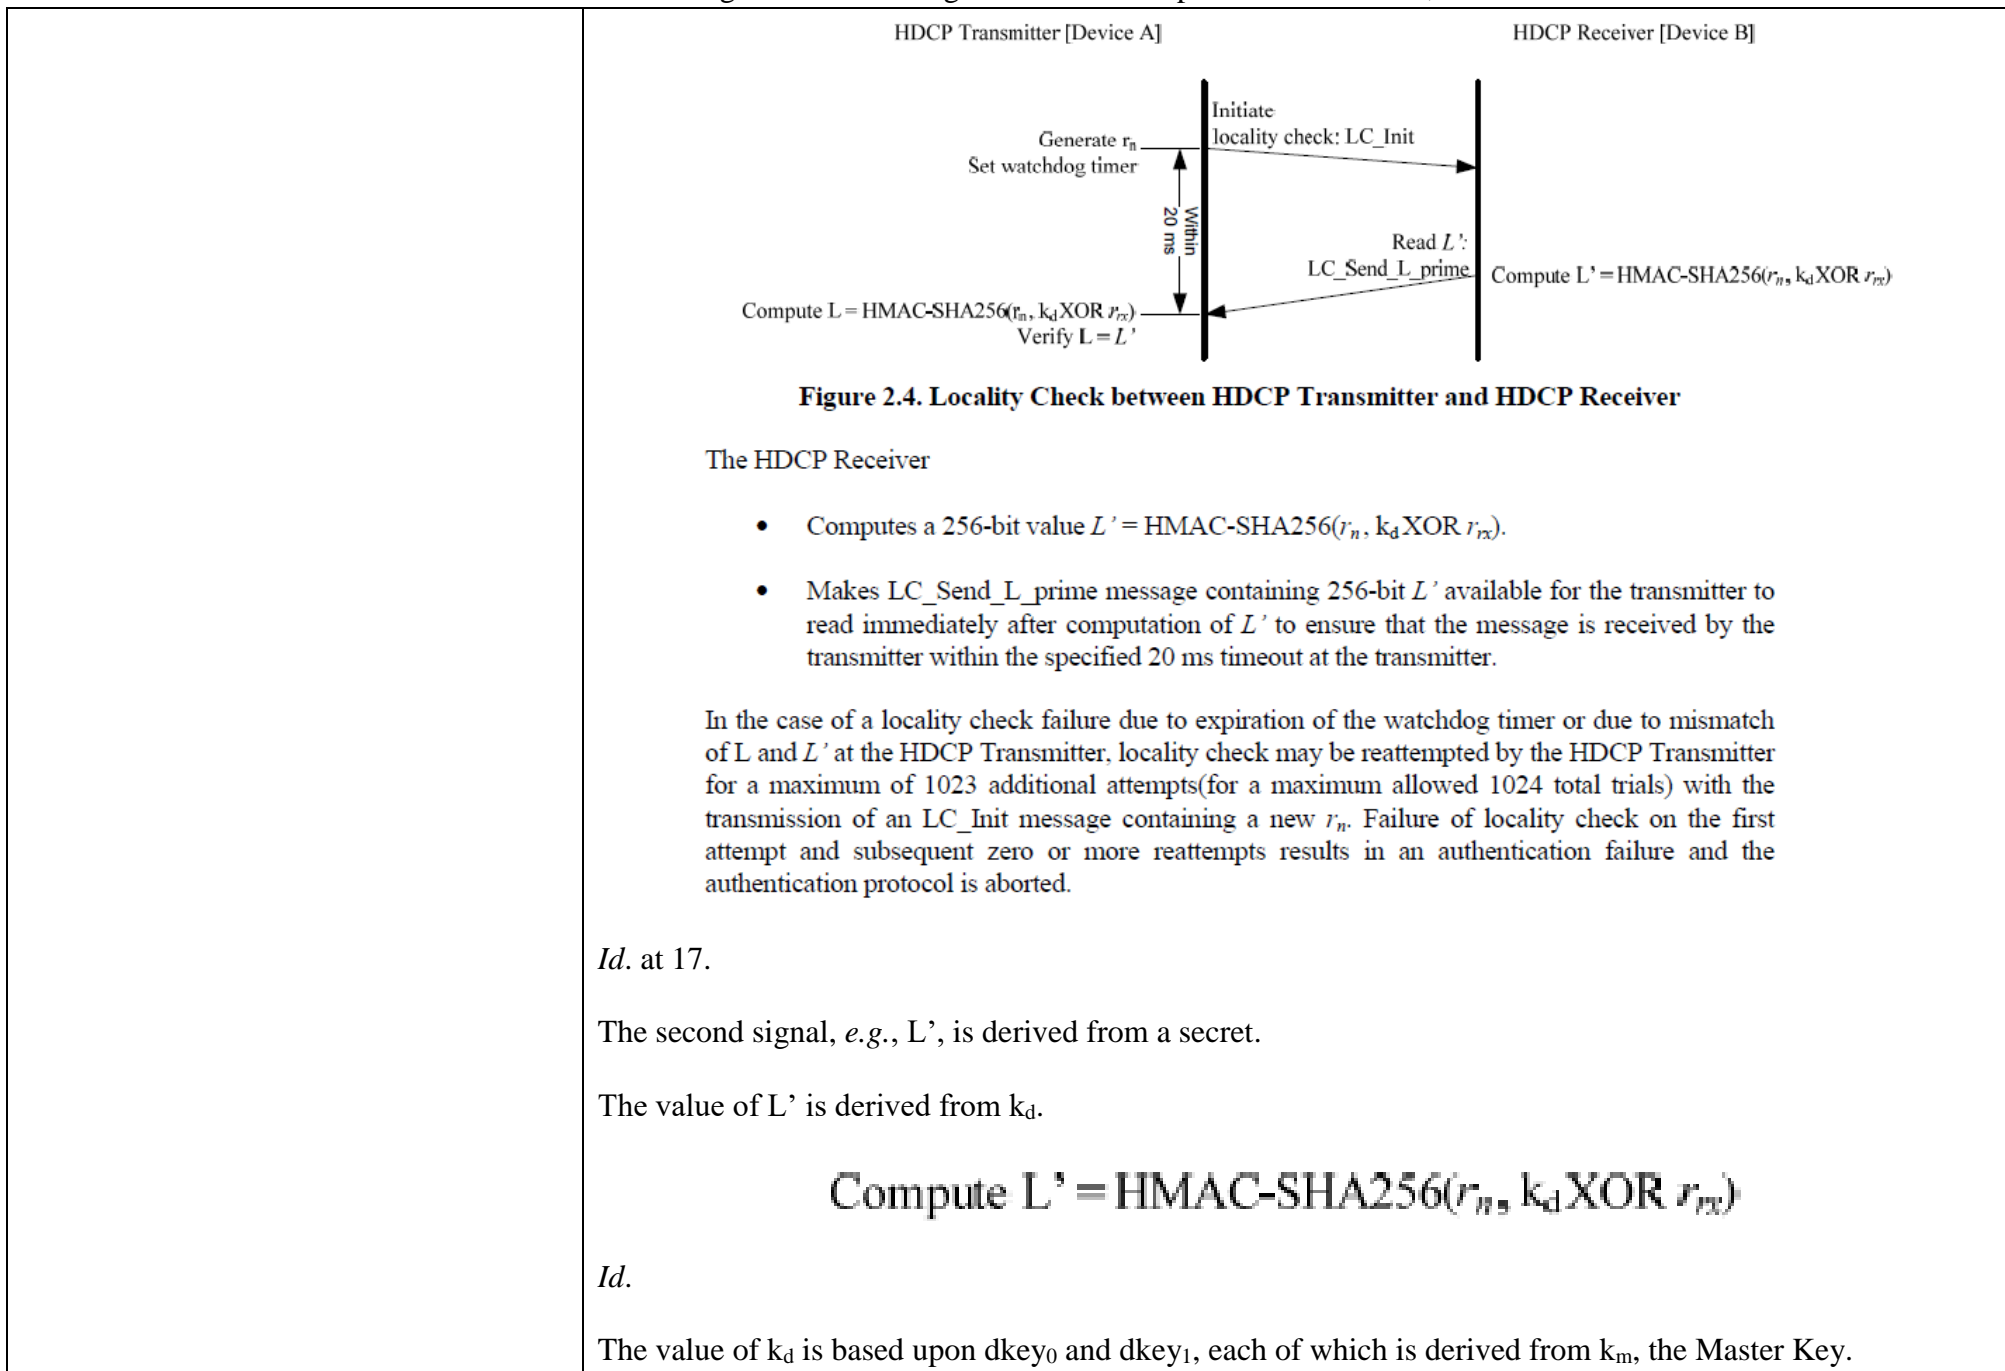 HDCP Transmitter [Device A]
HDCP Receiver [Device B]
Initiate
locality check: LC_Init
Generate rₙ
Set watchdog timer
Within
20 ms
Read L’:
LC_Send_L_prime
Compute L’ = HMAC-SHA256(rₙ, k_d XOR r_rx)
Compute L = HMAC-SHA256(rₙ, k_d XOR r_rx)
Verify L = L’
Figure 2.4. Locality Check between HDCP Transmitter and HDCP Receiver
The HDCP Receiver
• Computes a 256-bit value L’ = HMAC-SHA256(rₙ, k_d XOR r_rx).
• Makes LC_Send_L_prime message containing 256-bit L’ available for the transmitter to
read immediately after computation of L’ to ensure that the message is received by the
transmitter within the specified 20 ms timeout at the transmitter.
In the case of a locality check failure due to expiration of the watchdog timer or due to mismatch
of L and L’ at the HDCP Transmitter, locality check may be reattempted by the HDCP Transmitter
for a maximum of 1023 additional attempts(for a maximum allowed 1024 total trials) with the
transmission of an LC_Init message containing a new rₙ. Failure of locality check on the first
attempt and subsequent zero or more reattempts results in an authentication failure and the
authentication protocol is aborted.
Id. at 17.
The second signal, e.g., L’, is derived from a secret.
The value of L’ is derived from k_d.
Compute L’ = HMAC-SHA256(rₙ, k_d XOR r_rx)
Id.
The value of k_d is based upon dkey₀ and dkey₁, each of which is derived from kₘ, the Master Key.